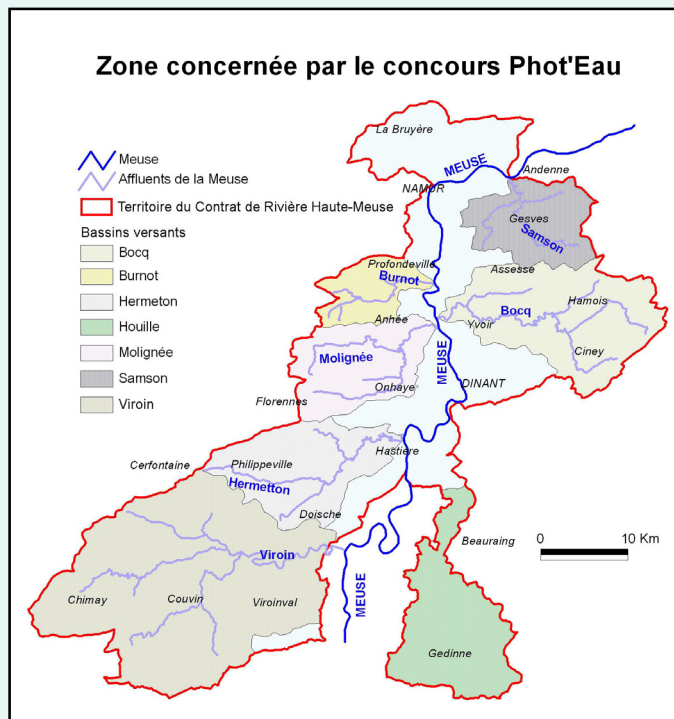 Zone concernée par le concours Phot'Eau
Meuse
Affluents de la Meuse
Territoire du Contrat de Rivière Haute-Meuse
Bassins versants
Bocq
Burnot
Hermeton
Houille
Molignée
Samson
Viroin
La Bruyère
MEUSE
Andenne
NAMUR
Gesves
Samson
Profondeville
Burnot
Assesse
Hamois
Bocq
Anhée
Yvoir
Molignée
MEUSE
Ciney
Onhaye
DINANT
Florennes
Hastière
Cerfontaine
Philippeville
Hermetton
Doische
Beauraing
0 10 Km
Viroin
MEUSE
Chimay
Couvin
Viroinval
Gedinne